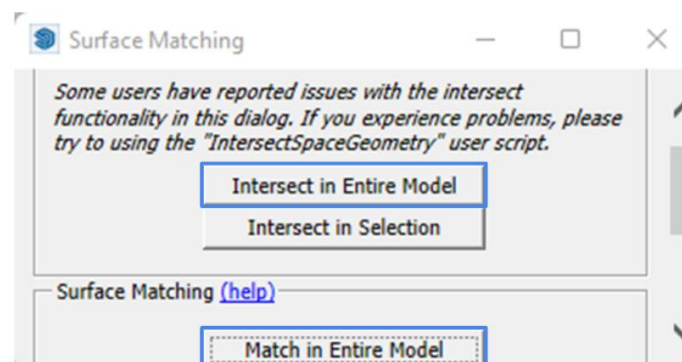 Surface Matching
Some users have reported issues with the intersect
functionality in this dialog. If you experience problems, please
try to using the "IntersectSpaceGeometry" user script.
Intersect in Entire Model
Intersect in Selection
Surface Matching (help)
Match in Entire Model